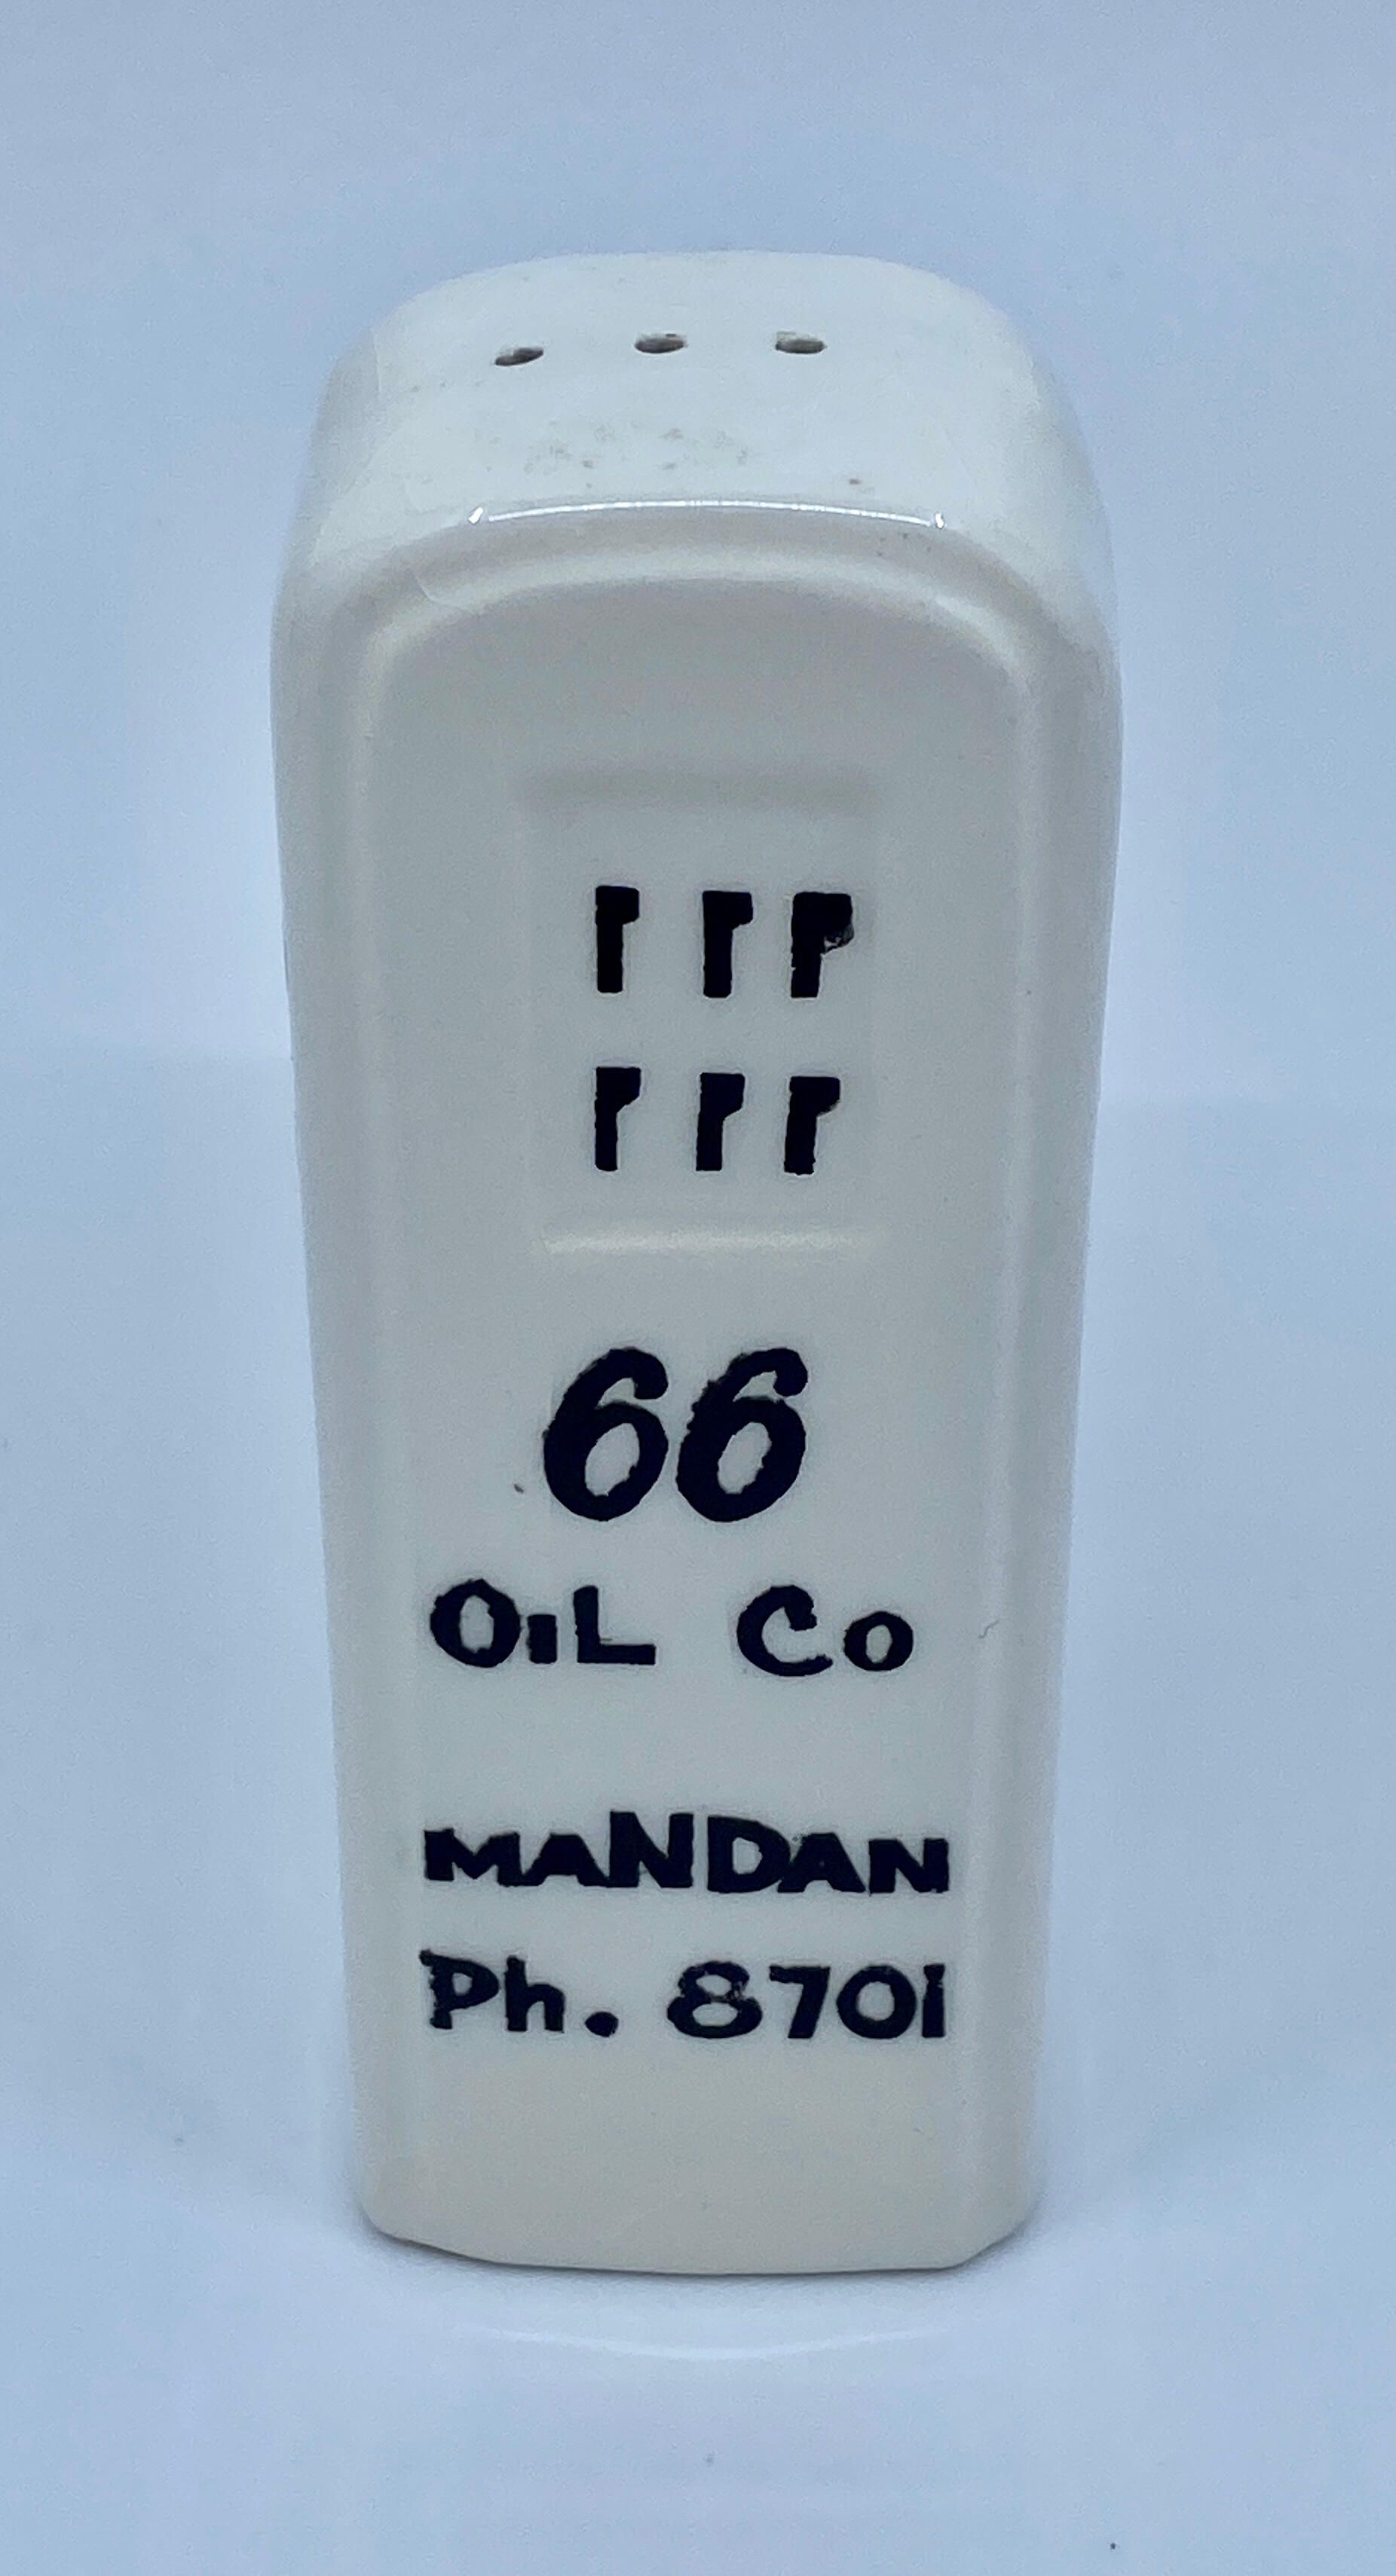 66
OIL Co
MANDAN
Ph. 8701